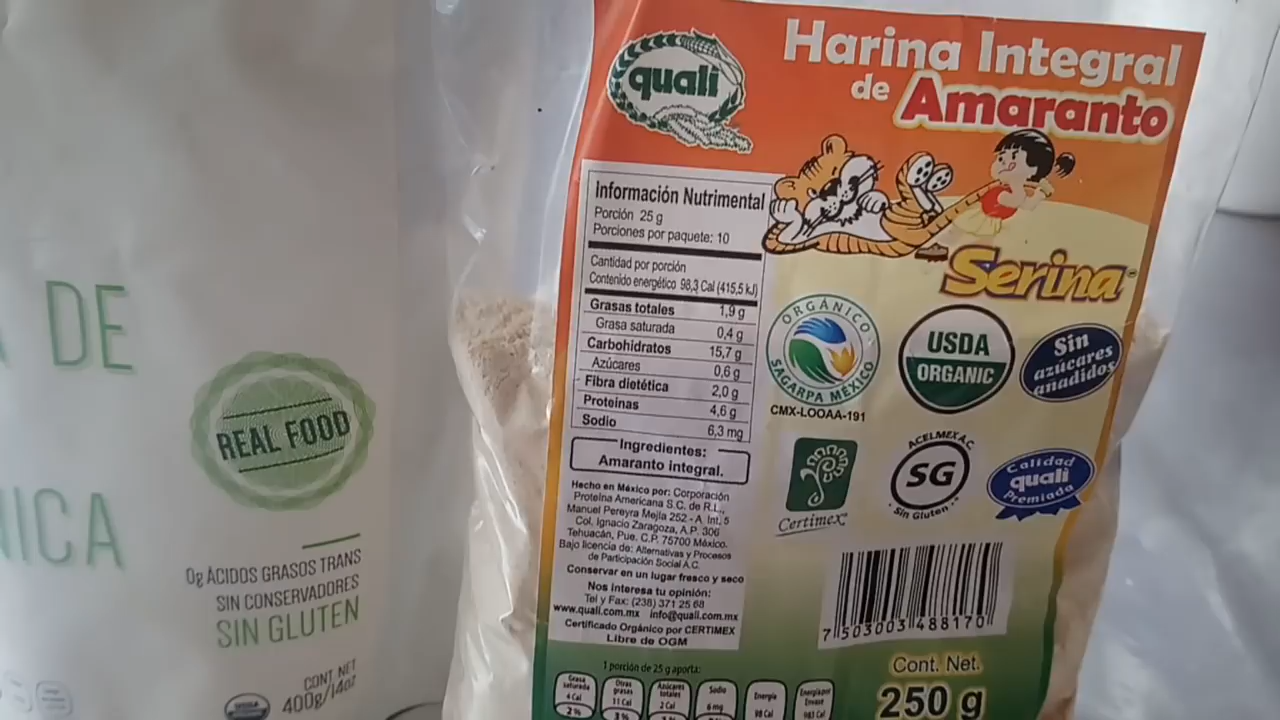 DE
NICA
REAL FOOD
0g ÁCIDOS GRASOS TRANS
SIN CONSERVADORES
SIN GLUTEN
CONT. NET
400g/14oz
quali
Harina Integral
de Amaranto
Información Nutrimental
Porción 25 g
Porciones por paquete: 10
Cantidad por porción
Contenido energético 98,3 Cal (415,5 kJ)
Grasas totales 1,9 g
Grasa saturada 0,4 g
Carbohidratos 15,7 g
Azúcares 0,6 g
Fibra dietética 2,0 g
Proteínas 4,6 g
Sodio 6,3 mg
Ingredientes:
Amaranto integral.
Hecho en México por: Corporación
Proteína Americana S.C. de R.L.,
Manuel Pereyra Mejía 252 - A Int. 5
Col. Ignacio Zaragoza, A.P. 306
Tehuacán, Pue. C.P. 75700 México.
Bajo licencia de: Alternativas y Procesos
de Participación Social A.C.
Conservar en un lugar fresco y seco
Nos interesa tu opinión:
Tel y Fax: (238) 371 25 68
www.quali.com.mx info@quali.com.mx
Certificado Orgánico por CERTIMEX
Libre de OGM
1 porción de 25 g aporta:
Grasa saturada 4 Cal 2%
Otras grasas 11 Cal 3%
Azúcares totales 2 Cal
Sodio 6 mg
Energía 98 Cal
Energía por Envase 983 Cal
Serina
ORGÁNICO
SAGARPA MÉXICO
CMX-LOOAA-191
USDA
ORGANIC
Sin
azúcares
añadidos
Certimex
ACELMEX A.C.
SG
Sin Gluten
Calidad
quali
Premiada
7 503003 488170
Cont. Net.
250 g